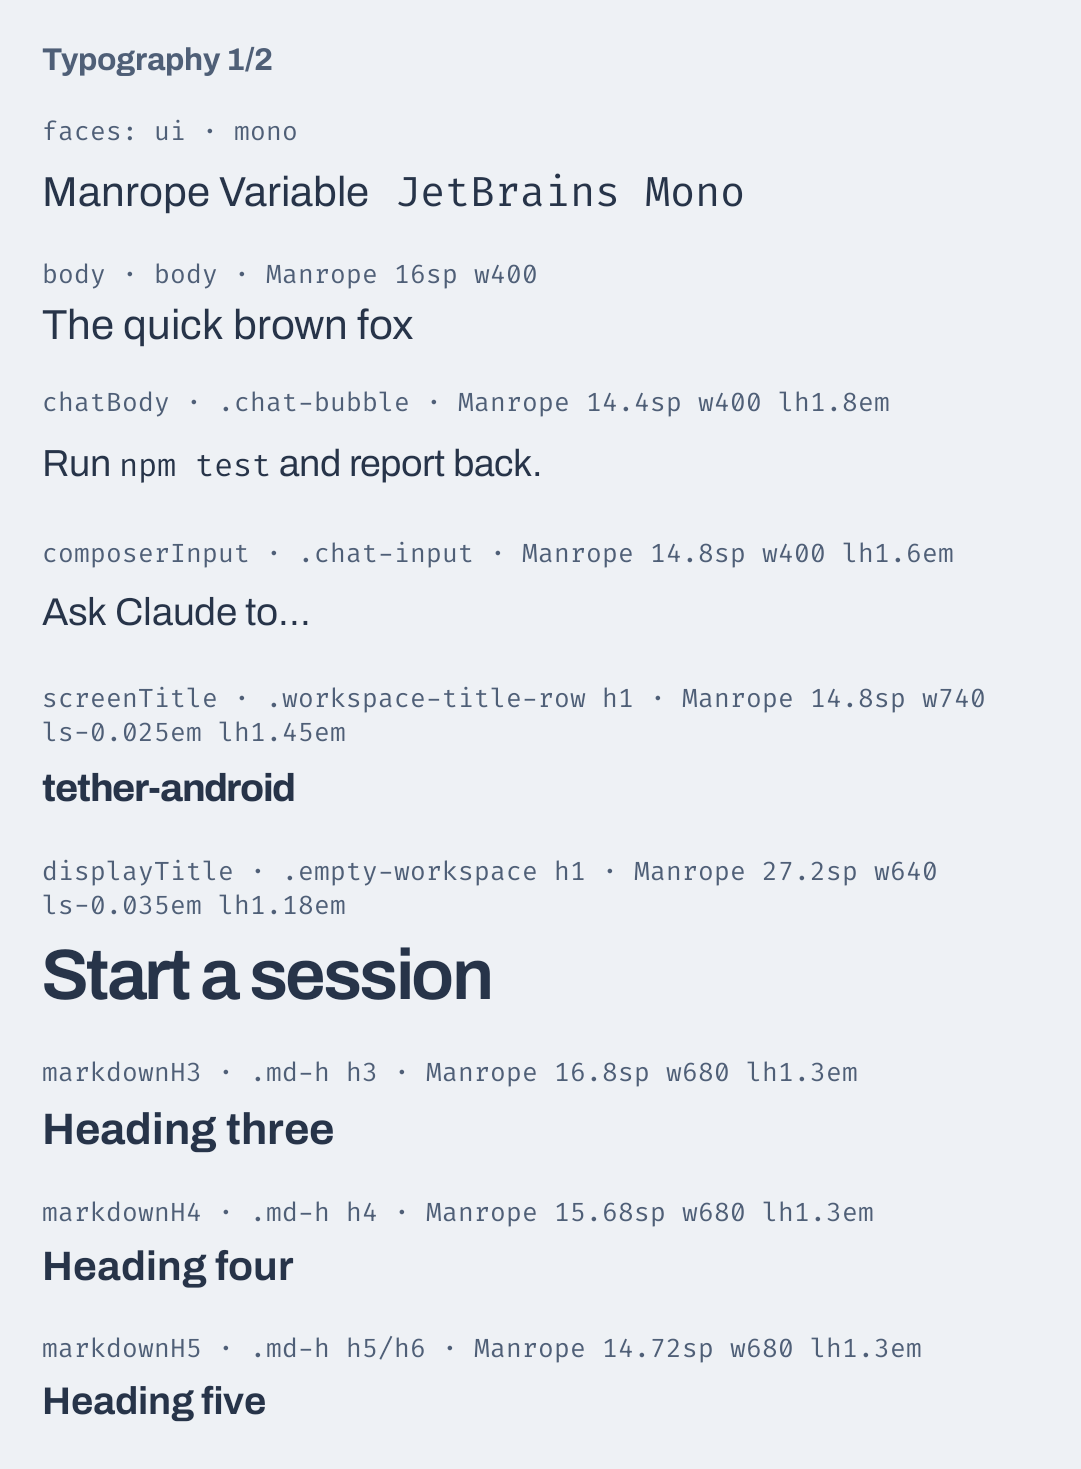 Typography 1/2
faces: ui · mono
Manrope Variable JetBrains Mono
body · body · Manrope 16sp w400
The quick brown fox
chatBody · .chat-bubble · Manrope 14.4sp w400 lh1.8em
Run npm test and report back.
composerInput · .chat-input · Manrope 14.8sp w400 lh1.6em
Ask Claude to...
screenTitle · .workspace-title-row h1 · Manrope 14.8sp w740
ls-0.025em lh1.45em
tether-android
displayTitle · .empty-workspace h1 · Manrope 27.2sp w640
ls-0.035em lh1.18em
Start a session
markdownH3 · .md-h h3 · Manrope 16.8sp w680 lh1.3em
Heading three
markdownH4 · .md-h h4 · Manrope 15.68sp w680 lh1.3em
Heading four
markdownH5 · .md-h h5/h6 · Manrope 14.72sp w680 lh1.3em
Heading five